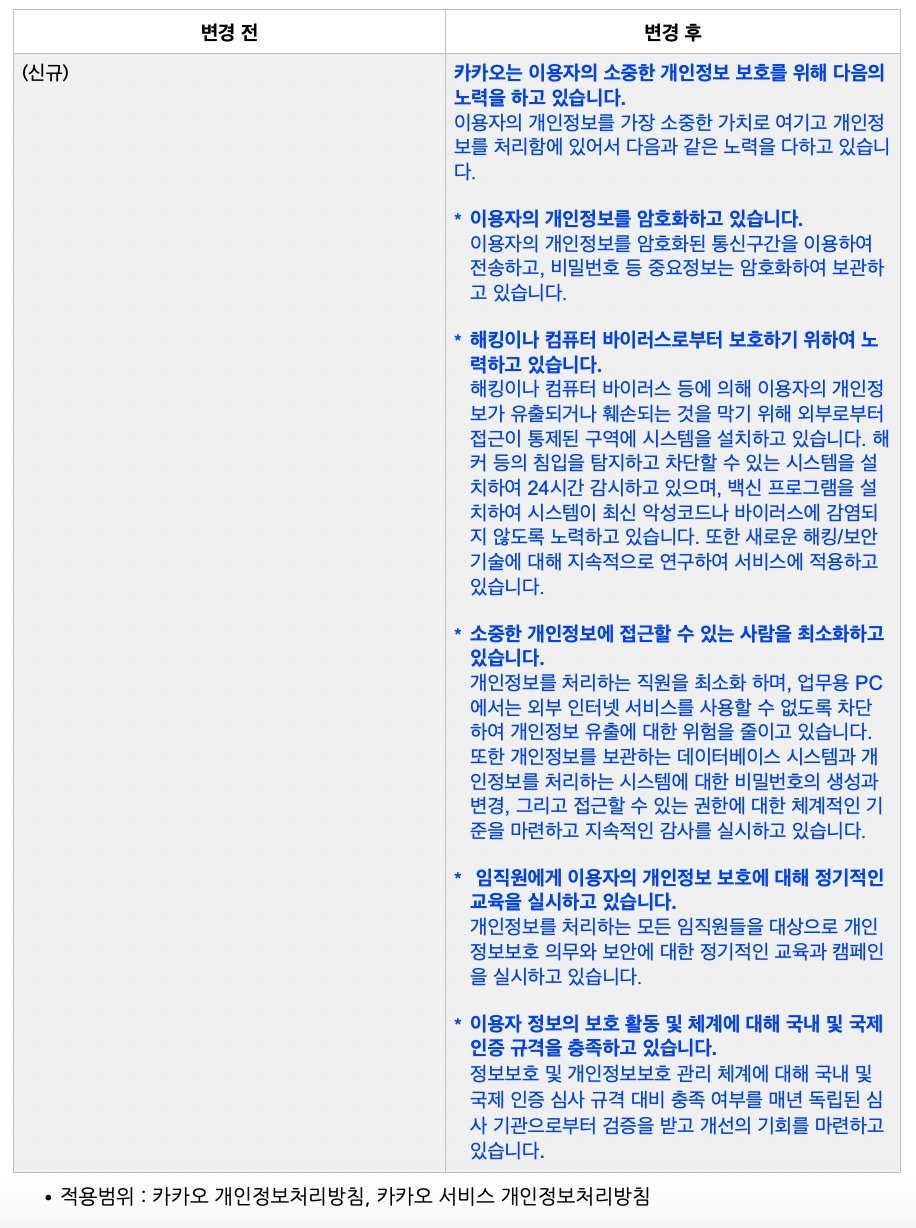 변경 전
변경 후
(신규)
카카오는 이용자의 소중한 개인정보 보호를 위해 다음의
노력을 하고 있습니다.
이용자의 개인정보를 가장 소중한 가치로 여기고 개인정
보를 처리함에 있어서 다음과 같은 노력을 다하고 있습니
다.
* 이용자의 개인정보를 암호화하고 있습니다.
이용자의 개인정보를 암호화된 통신구간을 이용하여
전송하고, 비밀번호 등 중요정보는 암호화하여 보관하
고 있습니다.
* 해킹이나 컴퓨터 바이러스로부터 보호하기 위하여 노
력하고 있습니다.
해킹이나 컴퓨터 바이러스 등에 의해 이용자의 개인정
보가 유출되거나 훼손되는 것을 막기 위해 외부로부터
접근이 통제된 구역에 시스템을 설치하고 있습니다. 해
커 등의 침입을 탐지하고 차단할 수 있는 시스템을 설
치하여 24시간 감시하고 있으며, 백신 프로그램을 설
치하여 시스템이 최신 악성코드나 바이러스에 감염되
지 않도록 노력하고 있습니다. 또한 새로운 해킹/보안
기술에 대해 지속적으로 연구하여 서비스에 적용하고
있습니다.
* 소중한 개인정보에 접근할 수 있는 사람을 최소화하고
있습니다.
개인정보를 처리하는 직원을 최소화 하며, 업무용 PC
에서는 외부 인터넷 서비스를 사용할 수 없도록 차단
하여 개인정보 유출에 대한 위험을 줄이고 있습니다.
또한 개인정보를 보관하는 데이터베이스 시스템과 개
인정보를 처리하는 시스템에 대한 비밀번호의 생성과
변경, 그리고 접근할 수 있는 권한에 대한 체계적인 기
준을 마련하고 지속적인 감사를 실시하고 있습니다.
* 임직원에게 이용자의 개인정보 보호에 대해 정기적인
교육을 실시하고 있습니다.
개인정보를 처리하는 모든 임직원들을 대상으로 개인
정보보호 의무와 보안에 대한 정기적인 교육과 캠페인
을 실시하고 있습니다.
* 이용자 정보의 보호 활동 및 체계에 대해 국내 및 국제
인증 규격을 충족하고 있습니다.
정보보호 및 개인정보보호 관리 체계에 대해 국내 및
국제 인증 심사 규격 대비 충족 여부를 매년 독립된 심
사 기관으로부터 검증을 받고 개선의 기회를 마련하고
있습니다.
• 적용범위 : 카카오 개인정보처리방침, 카카오 서비스 개인정보처리방침